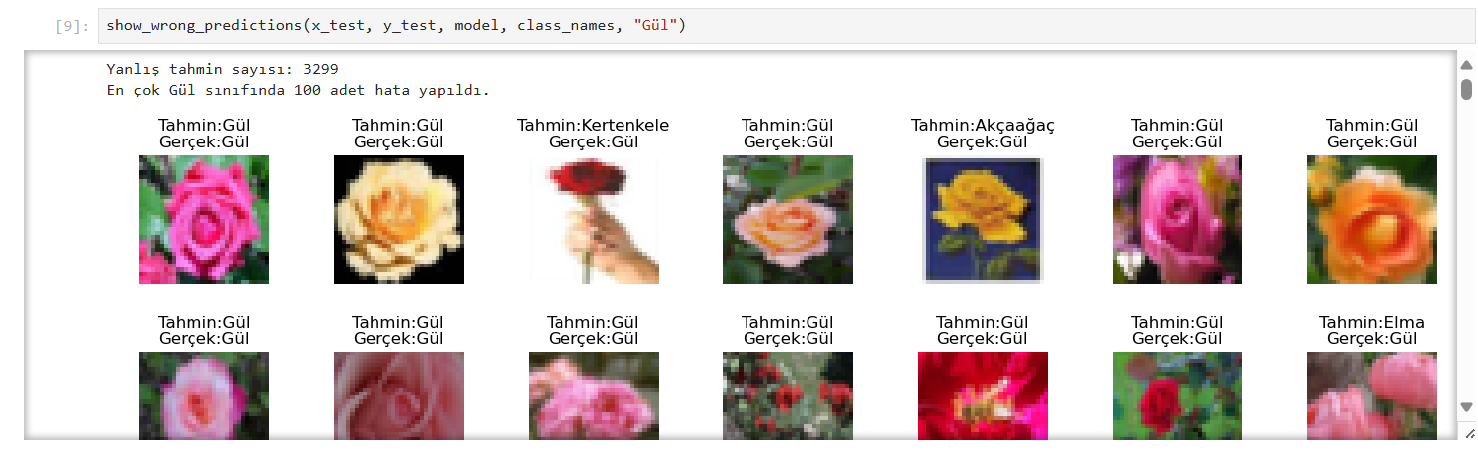 [9]: show_wrong_predictions(x_test, y_test, model, class_names, "Gül")
Yanlış tahmin sayısı: 3299
En çok Gül sınıfında 100 adet hata yapıldı.
Tahmin:Gül Tahmin:Gül Tahmin:Kertenkele Tahmin:Gül Tahmin:Akçaağaç Tahmin:Gül Tahmin:Gül
Gerçek:Gül Gerçek:Gül Gerçek:Gül Gerçek:Gül Gerçek:Gül Gerçek:Gül Gerçek:Gül
Tahmin:Gül Tahmin:Gül Tahmin:Gül Tahmin:Gül Tahmin:Gül Tahmin:Gül Tahmin:Elma
Gerçek:Gül Gerçek:Gül Gerçek:Gül Gerçek:Gül Gerçek:Gül Gerçek:Gül Gerçek:Gül